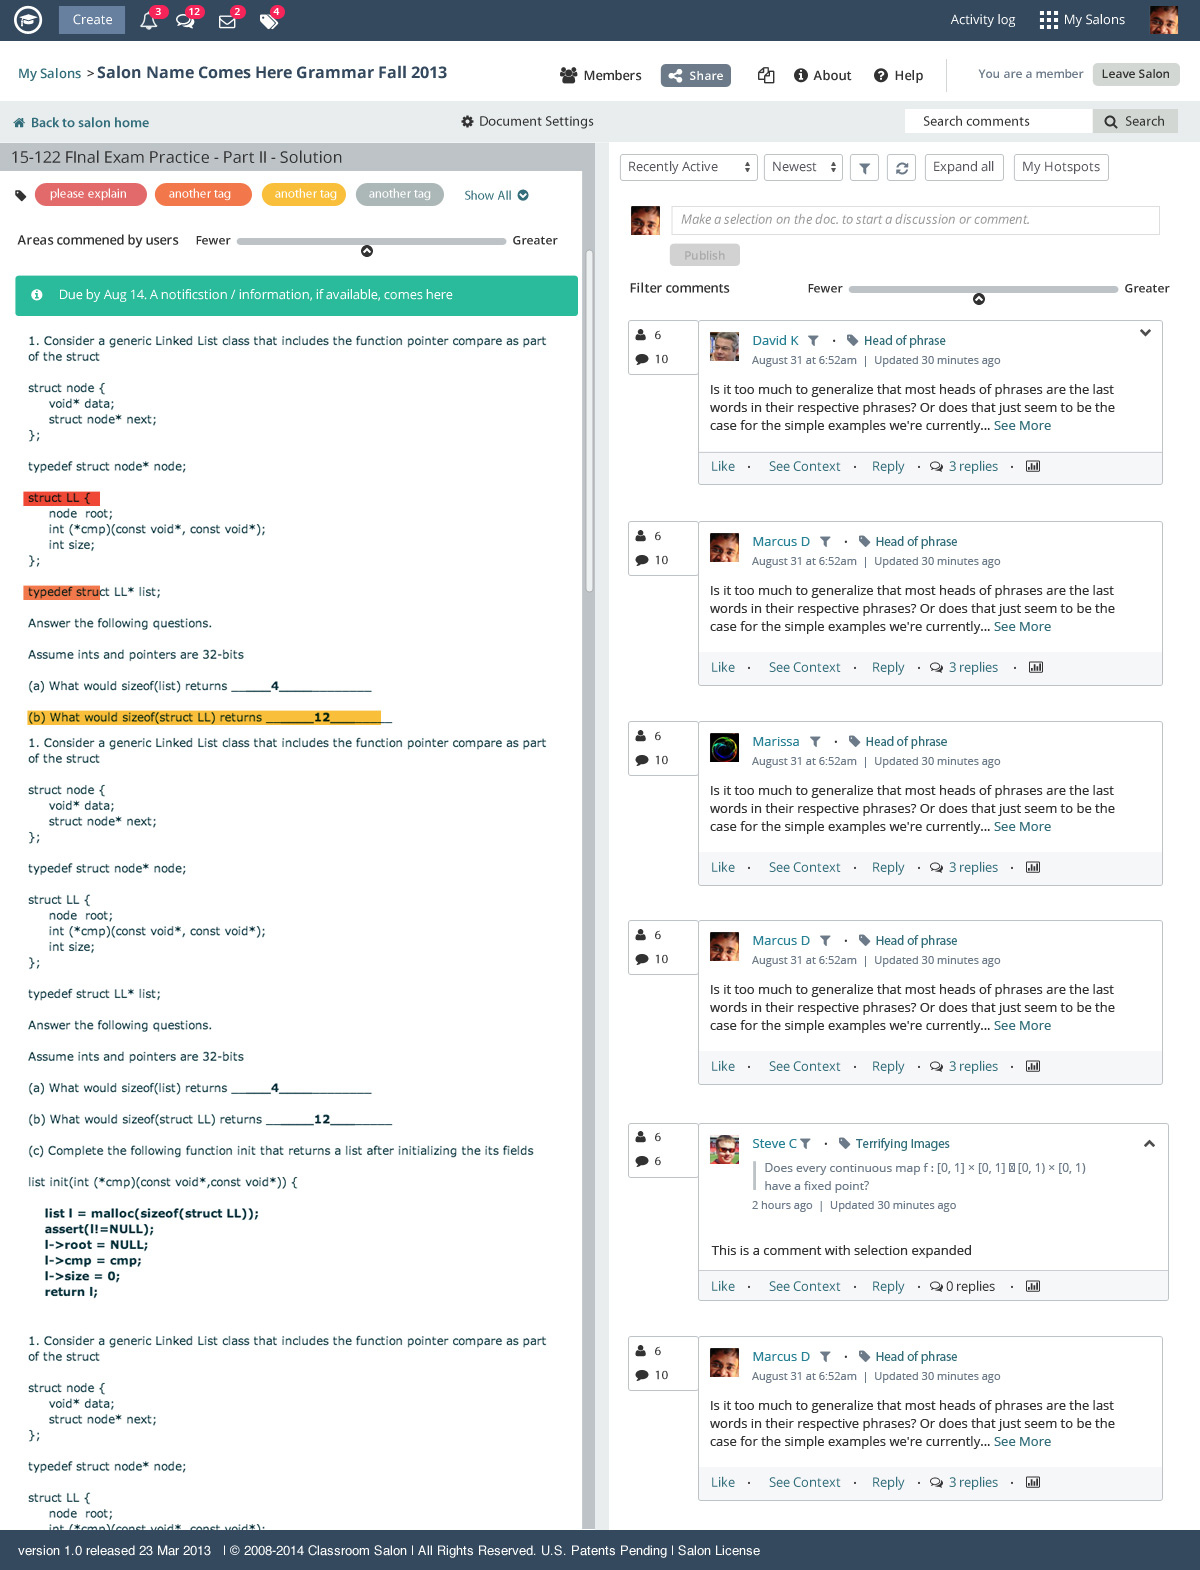 Create 3 12 2 4 Activity log My Salons
My Salons > Salon Name Comes Here Grammar Fall 2013 Members Share About Help You are a member Leave Salon
Back to salon home Document Settings Search comments Search
15-122 FInal Exam Practice - Part II - Solution
please explain another tag another tag another tag Show All
Areas commened by users Fewer Greater
Due by Aug 14. A notificstion / information, if available, comes here
1. Consider a generic Linked List class that includes the function pointer compare as part
of the struct
struct node {
void* data;
struct node* next;
};
typedef struct node* node;
struct LL {
node root;
int (*cmp)(const void*, const void*);
int size;
};
typedef struct LL* list;
Answer the following questions.
Assume ints and pointers are 32-bits
(a) What would sizeof(list) returns ______4______________
(b) What would sizeof(struct LL) returns _______12_________
1. Consider a generic Linked List class that includes the function pointer compare as part
of the struct
struct node {
void* data;
struct node* next;
};
typedef struct node* node;
struct LL {
node root;
int (*cmp)(const void*, const void*);
int size;
};
typedef struct LL* list;
Answer the following questions.
Assume ints and pointers are 32-bits
(a) What would sizeof(list) returns ______4______________
(b) What would sizeof(struct LL) returns _______12_________
(c) Complete the following function init that returns a list after initializing the its fields
list init(int (*cmp)(const void*,const void*)) {
list l = malloc(sizeof(struct LL));
assert(l!=NULL);
l->root = NULL;
l->cmp = cmp;
l->size = 0;
return l;
1. Consider a generic Linked List class that includes the function pointer compare as part
of the struct
struct node {
void* data;
struct node* next;
};
typedef struct node* node;
struct LL {
node root;
int (*cmp)(const void*, const void*);
Recently Active Newest Expand all My Hotspots
Make a selection on the doc. to start a discussion or comment.
Publish
Filter comments Fewer Greater
6
10
David K · Head of phrase
August 31 at 6:52am | Updated 30 minutes ago
Is it too much to generalize that most heads of phrases are the last
words in their respective phrases? Or does that just seem to be the
case for the simple examples we're currently... See More
Like · See Context · Reply · 3 replies ·
6
10
Marcus D · Head of phrase
August 31 at 6:52am | Updated 30 minutes ago
Is it too much to generalize that most heads of phrases are the last
words in their respective phrases? Or does that just seem to be the
case for the simple examples we're currently... See More
Like · See Context · Reply · 3 replies ·
6
10
Marissa · Head of phrase
August 31 at 6:52am | Updated 30 minutes ago
Is it too much to generalize that most heads of phrases are the last
words in their respective phrases? Or does that just seem to be the
case for the simple examples we're currently... See More
Like · See Context · Reply · 3 replies ·
6
10
Marcus D · Head of phrase
August 31 at 6:52am | Updated 30 minutes ago
Is it too much to generalize that most heads of phrases are the last
words in their respective phrases? Or does that just seem to be the
case for the simple examples we're currently... See More
Like · See Context · Reply · 3 replies ·
6
6
Steve C · Terrifying Images
Does every continuous map f : [0, 1] × [0, 1] [0, 1) × [0, 1)
have a fixed point?
2 hours ago | Updated 30 minutes ago
This is a comment with selection expanded
Like · See Context · Reply · 0 replies ·
6
10
Marcus D · Head of phrase
August 31 at 6:52am | Updated 30 minutes ago
Is it too much to generalize that most heads of phrases are the last
words in their respective phrases? Or does that just seem to be the
case for the simple examples we're currently... See More
Like · See Context · Reply · 3 replies ·
version 1.0 released 23 Mar 2013 | © 2008-2014 Classroom Salon | All Rights Reserved. U.S. Patents Pending | Salon License